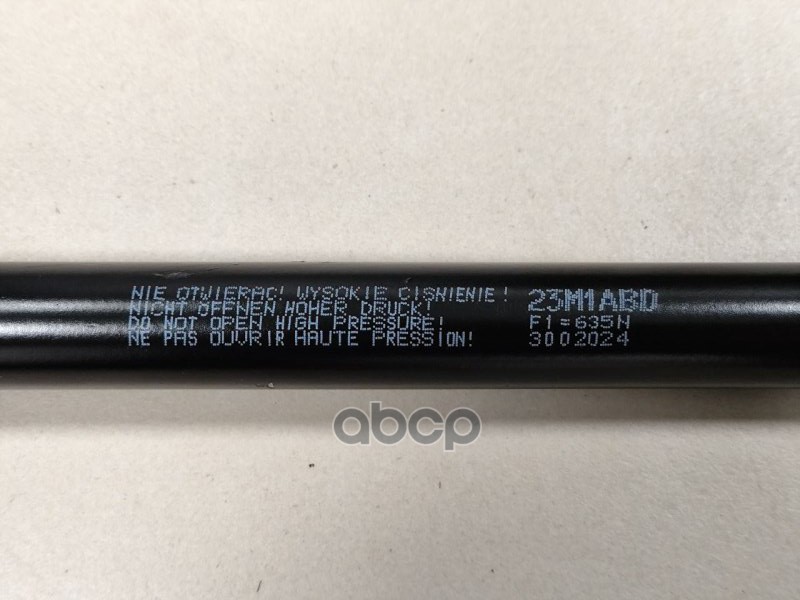 NIE OTWIERAC! WYSOKIE CISNIENIE!
NICHT ÖFFNEN, HOHER DRUCK!
DO NOT OPEN HIGH PRESSURE!
NE PAS OUVRIR HAUTE PRESSION!
23M1ABD
F1=635N
3002024
abcp